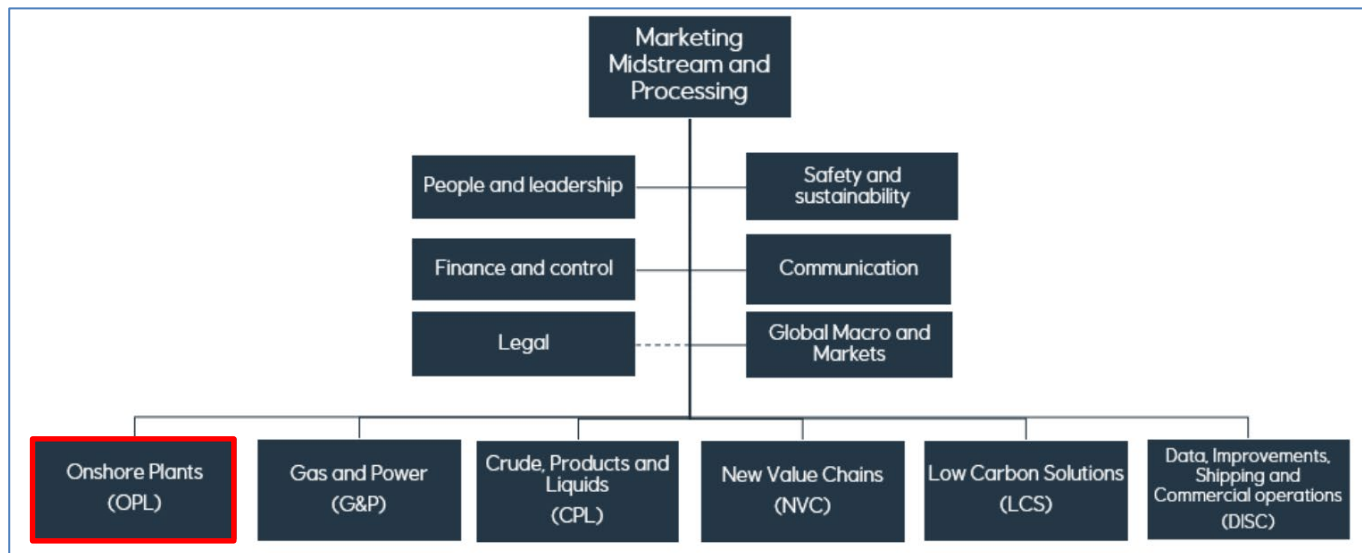 Marketing
Midstream and
Processing
People and leadership
Safety and
sustainability
Finance and control
Communication
Legal
Global Macro and
Markets
Onshore Plants
(OPL)
Gas and Power
(G&P)
Crude, Products and
Liquids
(CPL)
New Value Chains
(NVC)
Low Carbon Solutions
(LCS)
Data, Improvements,
Shipping and
Commercial operations
(DISC)